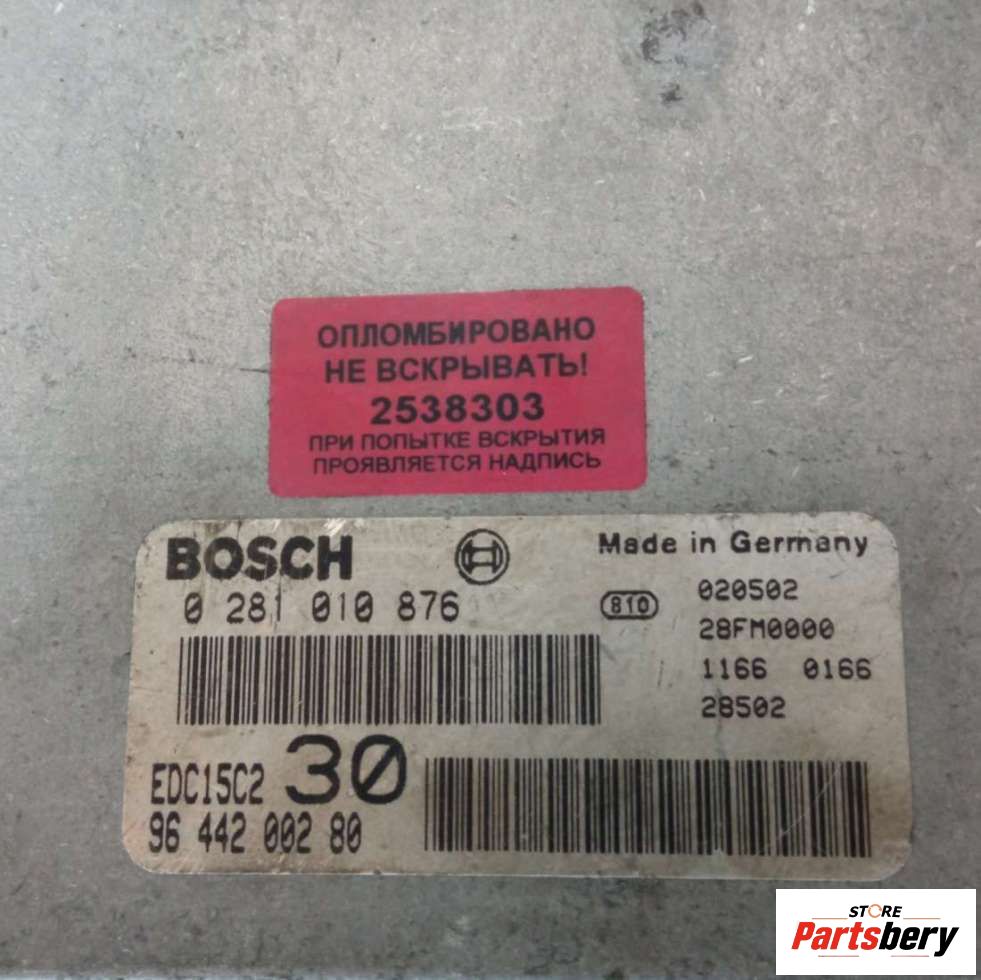 ОПЛОМБИРОВАНО
НЕ ВСКРЫВАТЬ!
2538303
ПРИ ПОПЫТКЕ ВСКРЫТИЯ
ПРОЯВЛЯЕТСЯ НАДПИСЬ
BOSCH
Made in Germany
0 281 010 876
810
020502
28FM0000
1166 0166
28502
EDC15C2 30
96 442 002 80
STORE
Partsbery